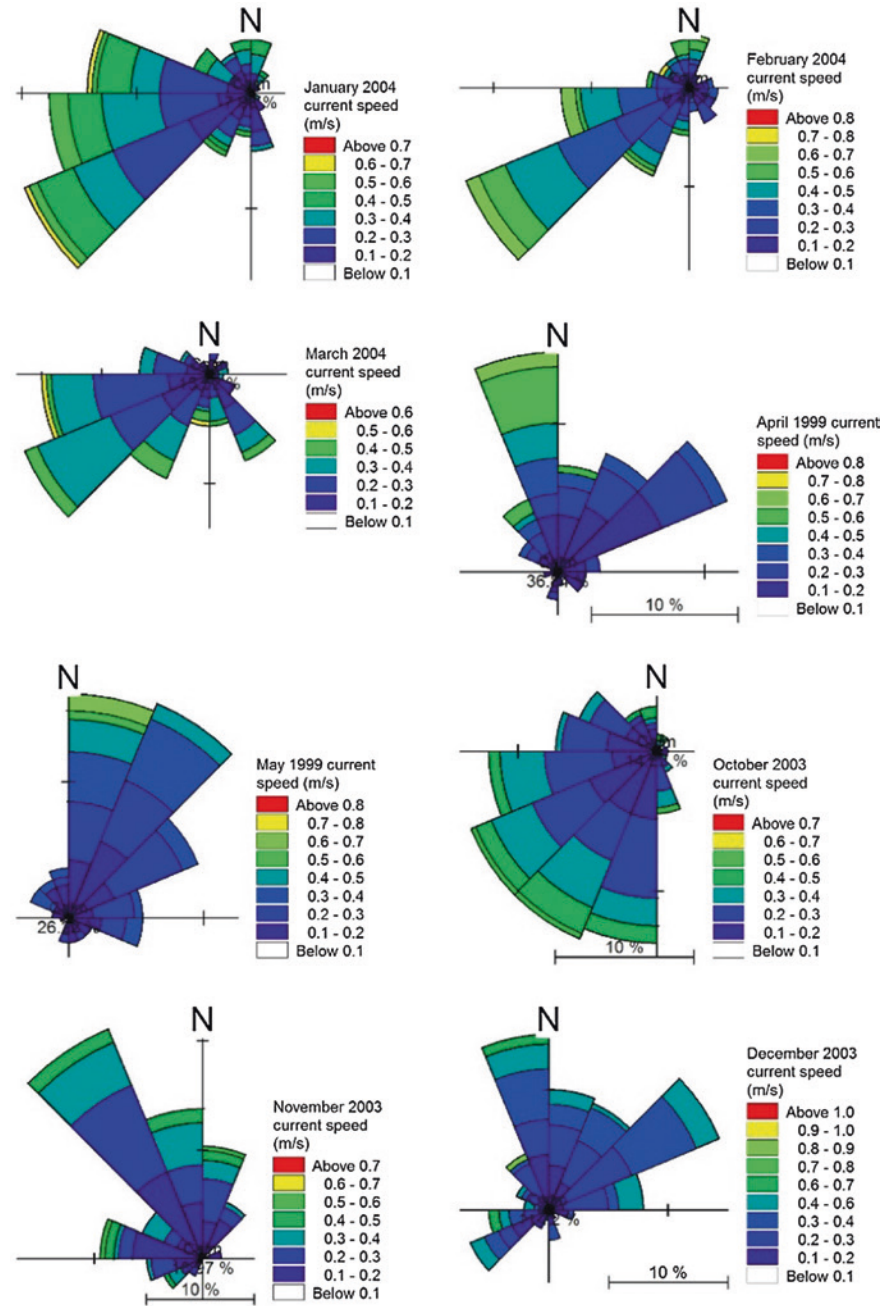 N
January 2004
current speed
(m/s)
Above 0.7
0.6 - 0.7
0.5 - 0.6
0.4 - 0.5
0.3 - 0.4
0.2 - 0.3
0.1 - 0.2
Below 0.1
%
N
February 2004
current speed
(m/s)
Above 0.8
0.7 - 0.8
0.6 - 0.7
0.5 - 0.6
0.4 - 0.5
0.3 - 0.4
0.2 - 0.3
0.1 - 0.2
Below 0.1
N
%
March 2004
current speed
(m/s)
Above 0.6
0.5 - 0.6
0.4 - 0.5
0.3 - 0.4
0.2 - 0.3
0.1 - 0.2
Below 0.1
N
%
10 %
April 1999 current
speed (m/s)
Above 0.8
0.7 - 0.8
0.6 - 0.7
0.5 - 0.6
0.4 - 0.5
0.3 - 0.4
0.2 - 0.3
0.1 - 0.2
Below 0.1
N
May 1999 current
speed (m/s)
Above 0.8
0.7 - 0.8
0.6 - 0.7
0.5 - 0.6
0.4 - 0.5
0.3 - 0.4
0.2 - 0.3
0.1 - 0.2
Below 0.1
N
%
10 %
October 2003
current speed
(m/s)
Above 0.7
0.6 - 0.7
0.5 - 0.6
0.4 - 0.5
0.3 - 0.4
0.2 - 0.3
0.1 - 0.2
Below 0.1
N
%
10 %
November 2003
current speed
(m/s)
Above 0.7
0.6 - 0.7
0.5 - 0.6
0.4 - 0.5
0.3 - 0.4
0.2 - 0.3
0.1 - 0.2
Below 0.1
N
%
10 %
December 2003
current speed
(m/s)
Above 1.0
0.9 - 1.0
0.8 - 0.9
0.7 - 0.8
0.6 - 0.7
0.4 - 0.6
0.3 - 0.4
0.2 - 0.3
0.1 - 0.2
Below 0.1